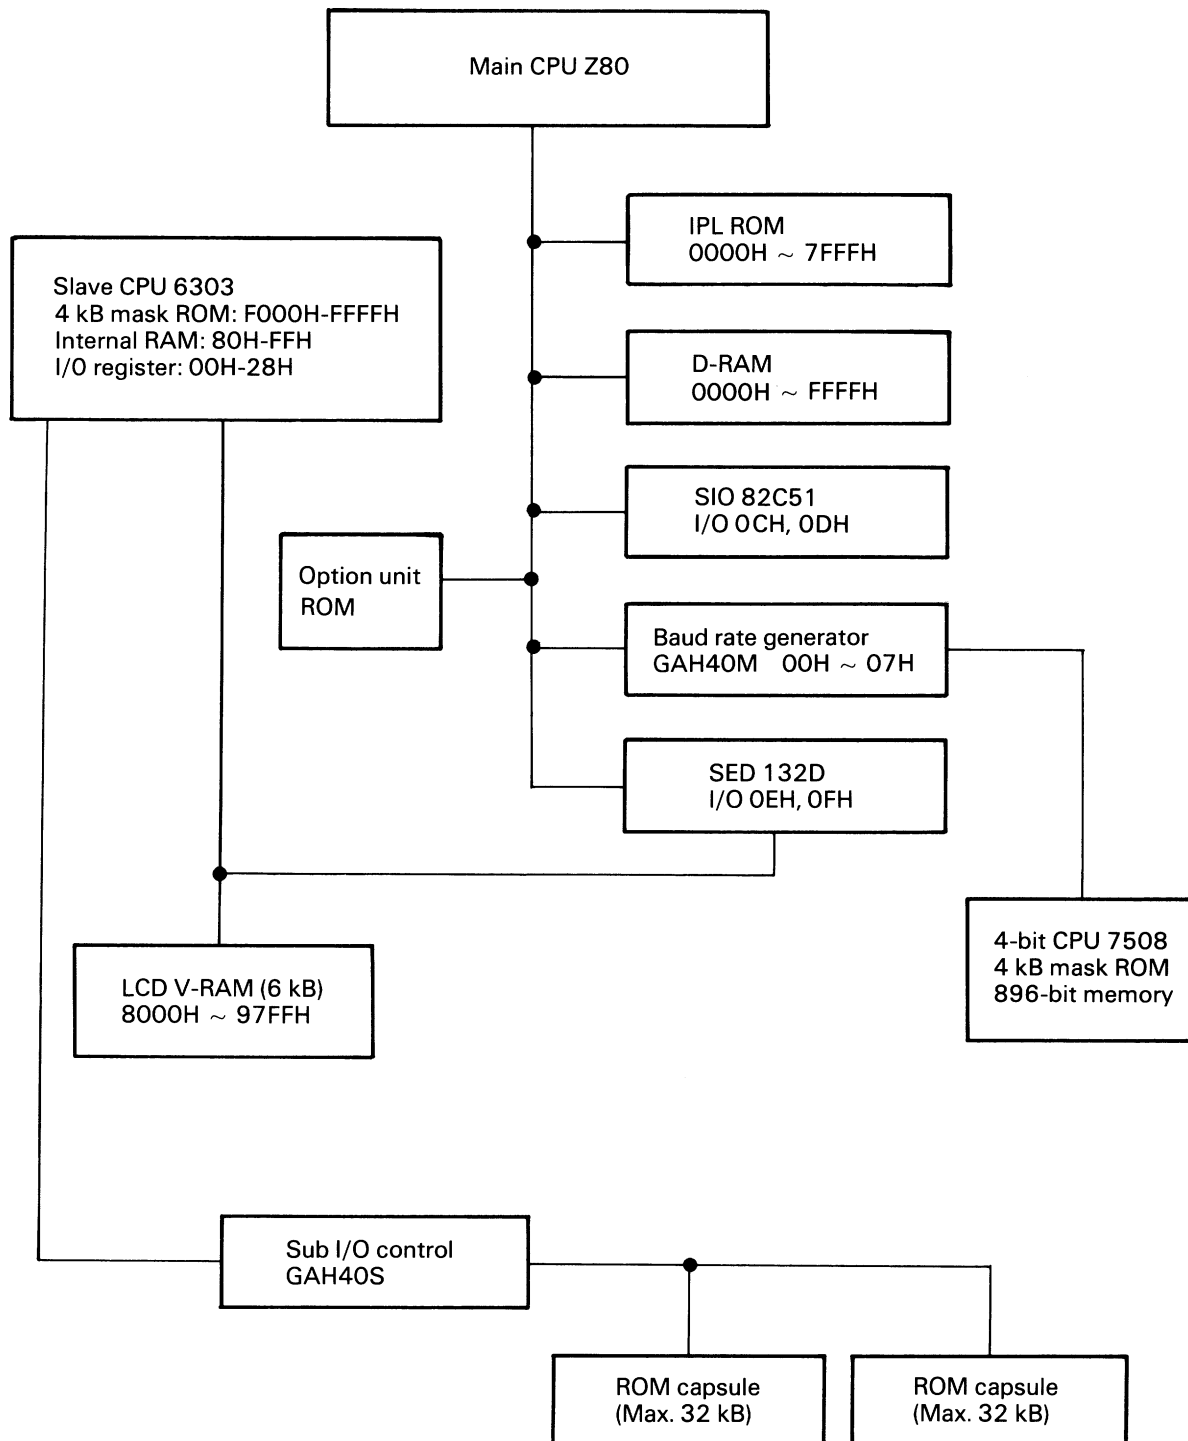 Main CPU Z80
IPL ROM
0000H ~ 7FFFH
Slave CPU 6303
4 kB mask ROM: F000H-FFFFH
Internal RAM: 80H-FFH
I/0 register: 00H-28H
D-RAM
0000H ~ FFFFH
SIO 82C51
I/O 0CH, 0DH
Option unit
ROM
Baud rate generator
GAH40M 00H ~ 07H
SED 132D
I/O 0EH, 0FH
4-bit CPU 7508
4 kB mask ROM
896-bit memory
LCD V-RAM (6 kB)
8000H ~ 97FFH
Sub I/O control
GAH40S
ROM capsule
(Max. 32 kB)
ROM capsule
(Max. 32 kB)